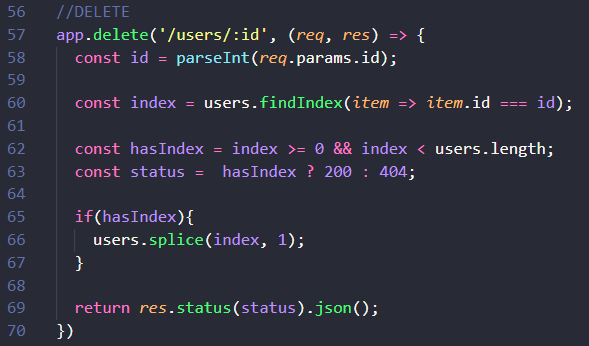 56 //DELETE
57 app.delete('/users/:id', (req, res) => {
58 const id = parseInt(req.params.id);
59
60 const index = users.findIndex(item => item.id === id);
61
62 const hasIndex = index >= 0 && index < users.length;
63 const status =  hasIndex ? 200 : 404;
64
65 if(hasIndex){
66 users.splice(index, 1);
67 }
68
69 return res.status(status).json();
70 })